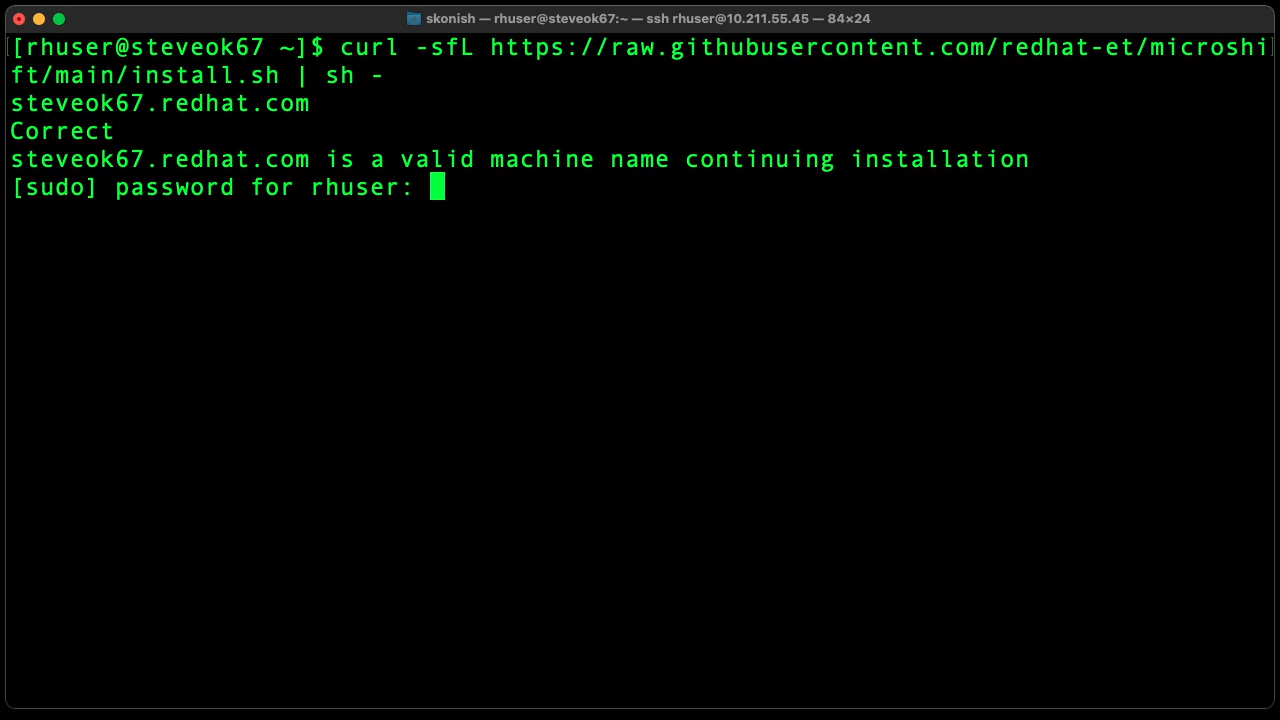 skonish — rhuser@steveok67:~ — ssh rhuser@10.211.55.45 — 84×24
[rhuser@steveok67 ~]$ curl -sfL https://raw.githubusercontent.com/redhat-et/microshi
ft/main/install.sh | sh -
steveok67.redhat.com
Correct
steveok67.redhat.com is a valid machine name continuing installation
[sudo] password for rhuser: